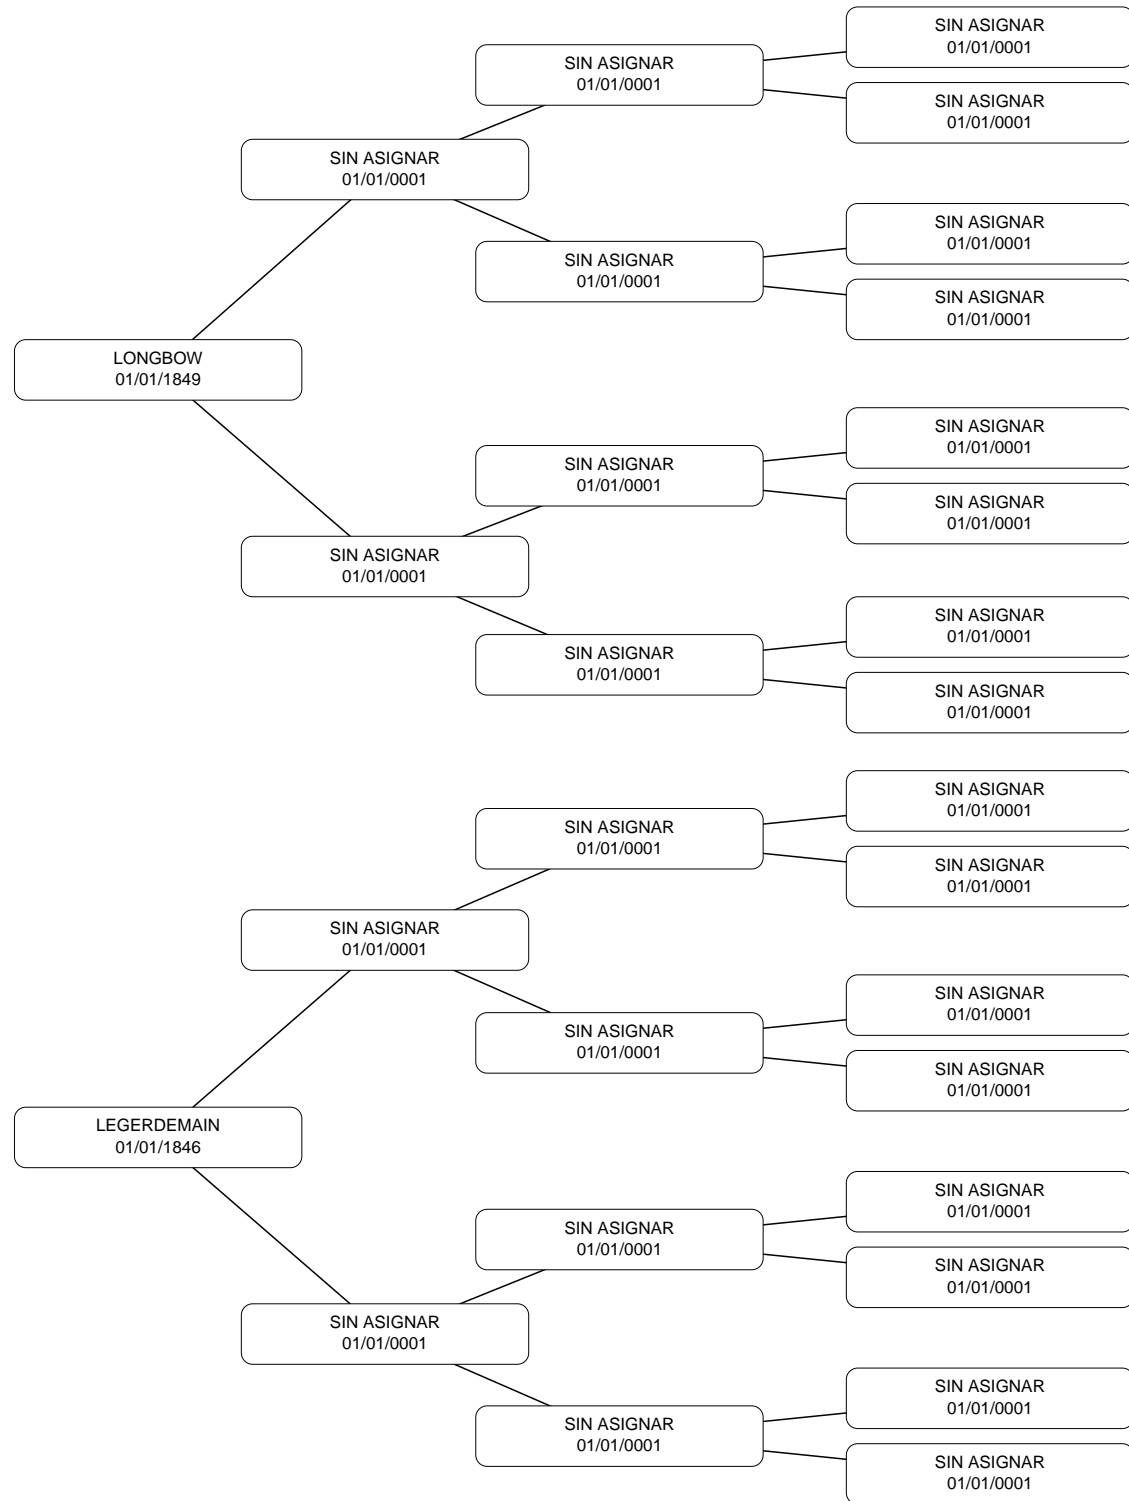 SIN ASIGNAR
01/01/0001
SIN ASIGNAR
01/01/0001
SIN ASIGNAR
01/01/0001
SIN ASIGNAR
01/01/0001
SIN ASIGNAR
01/01/0001
SIN ASIGNAR
01/01/0001
SIN ASIGNAR
01/01/0001
LONGBOW
01/01/1849
SIN ASIGNAR
01/01/0001
SIN ASIGNAR
01/01/0001
SIN ASIGNAR
01/01/0001
SIN ASIGNAR
01/01/0001
SIN ASIGNAR
01/01/0001
SIN ASIGNAR
01/01/0001
SIN ASIGNAR
01/01/0001
SIN ASIGNAR
01/01/0001
SIN ASIGNAR
01/01/0001
SIN ASIGNAR
01/01/0001
SIN ASIGNAR
01/01/0001
SIN ASIGNAR
01/01/0001
SIN ASIGNAR
01/01/0001
SIN ASIGNAR
01/01/0001
LEGERDEMAIN
01/01/1846
SIN ASIGNAR
01/01/0001
SIN ASIGNAR
01/01/0001
SIN ASIGNAR
01/01/0001
SIN ASIGNAR
01/01/0001
SIN ASIGNAR
01/01/0001
SIN ASIGNAR
01/01/0001
SIN ASIGNAR
01/01/0001